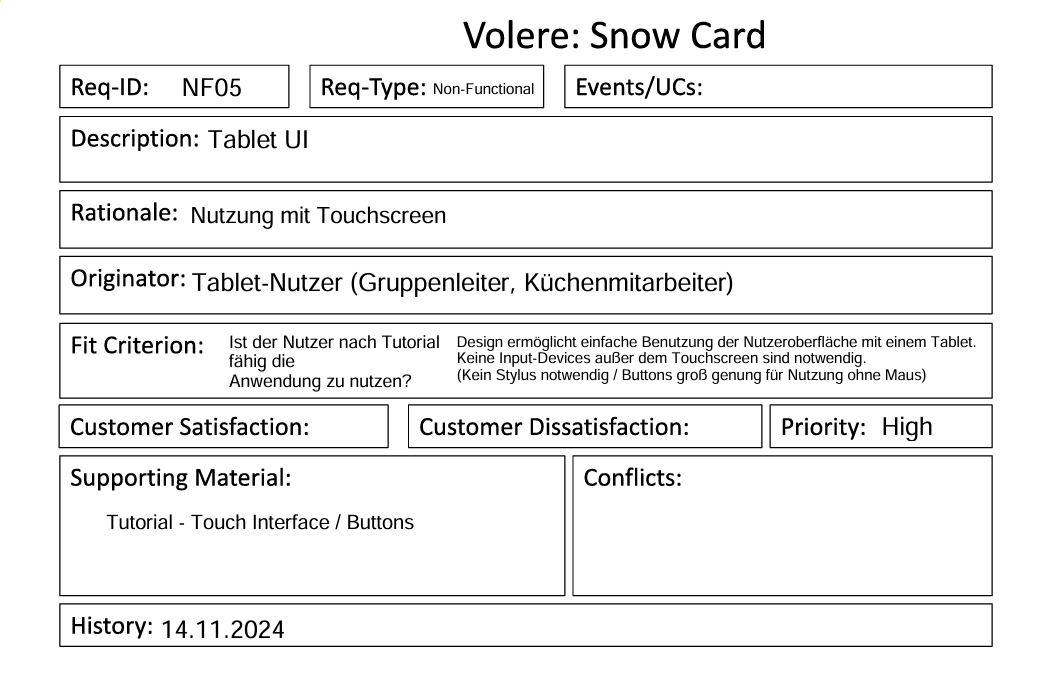 Volere: Snow Card
Req-ID: NF05
Req-Type: Non-Functional
Events/UCs:
Description: Tablet UI
Rationale: Nutzung mit Touchscreen
Originator: Tablet-Nutzer (Gruppenleiter, Küchenmitarbeiter)
Fit Criterion:
Ist der Nutzer nach Tutorial
fähig die
Anwendung zu nutzen?
Design ermöglicht einfache Benutzung der Nutzeroberfläche mit einem Tablet.
Keine Input-Devices außer dem Touchscreen sind notwendig.
(Kein Stylus notwendig / Buttons groß genung für Nutzung ohne Maus)
Customer Satisfaction:
Customer Dissatisfaction:
Priority: High
Supporting Material:
Tutorial - Touch Interface / Buttons
Conflicts:
History: 14.11.2024